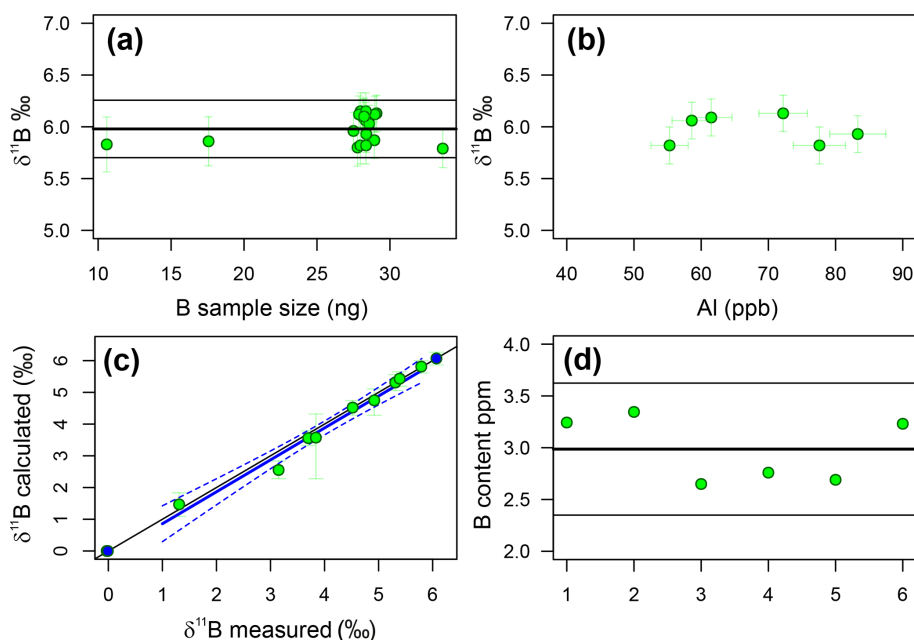 (a)
7.0
6.5
6.0
5.5
5.0
δ¹¹B ‰
10 15 20 25 30
B sample size (ng)
(b)
7.0
6.5
6.0
5.5
5.0
δ¹¹B ‰
40 50 60 70 80 90
Al (ppb)
(c)
6
5
4
3
2
1
0
δ¹¹B calculated (‰)
0 1 2 3 4 5 6
δ¹¹B measured (‰)
(d)
4.0
3.5
3.0
2.5
2.0
B content ppm
1 2 3 4 5 6